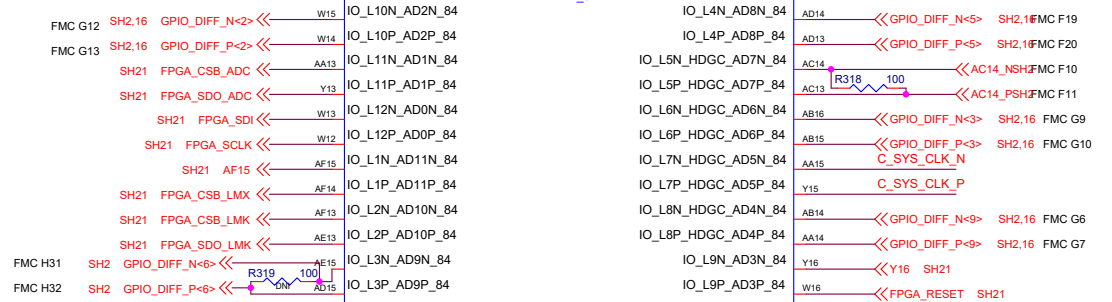 FMC G12 SH2,16 GPIO_DIFF_N<2> W15 IO_L10N_AD2N_84
FMC G13 SH2,16 GPIO_DIFF_P<2> W14 IO_L10P_AD2P_84
SH21 FPGA_CSB_ADC AA13 IO_L11N_AD1N_84
SH21 FPGA_SDO_ADC Y13 IO_L11P_AD1P_84
SH21 FPGA_SDI W13 IO_L12N_AD0N_84
SH21 FPGA_SCLK W12 IO_L12P_AD0P_84
SH21 AF15 AF15 IO_L1N_AD11N_84
SH21 FPGA_CSB_LMX AF14 IO_L1P_AD11P_84
SH21 FPGA_CSB_LMK AF13 IO_L2N_AD10N_84
SH21 FPGA_SDO_LMK AE13 IO_L2P_AD10P_84
FMC H31 SH2 GPIO_DIFF_N<6> AE15 IO_L3N_AD9N_84
R319 100
DNI
FMC H32 SH2 GPIO_DIFF_P<6> AD15 IO_L3P_AD9P_84
IO_L4N_AD8N_84 AD14 GPIO_DIFF_N<5> SH2,16 FMC F19
IO_L4P_AD8P_84 AD13 GPIO_DIFF_P<5> SH2,16 FMC F20
IO_L5N_HDGC_AD7N_84 AC14 AC14_N SH2 FMC F10
R318 100
IO_L5P_HDGC_AD7P_84 AC13 AC14_P SH2 FMC F11
IO_L6N_HDGC_AD6N_84 AB16 GPIO_DIFF_N<3> SH2,16 FMC G9
IO_L6P_HDGC_AD6P_84 AB15 GPIO_DIFF_P<3> SH2,16 FMC G10
IO_L7N_HDGC_AD5N_84 AA15 C_SYS_CLK_N
IO_L7P_HDGC_AD5P_84 Y15 C_SYS_CLK_P
IO_L8N_HDGC_AD4N_84 AB14 GPIO_DIFF_N<9> SH2,16 FMC G6
IO_L8P_HDGC_AD4P_84 AA14 GPIO_DIFF_P<9> SH2,16 FMC G7
IO_L9N_AD3N_84 Y16 Y16 SH21
IO_L9P_AD3P_84 W16 FPGA_RESET SH21